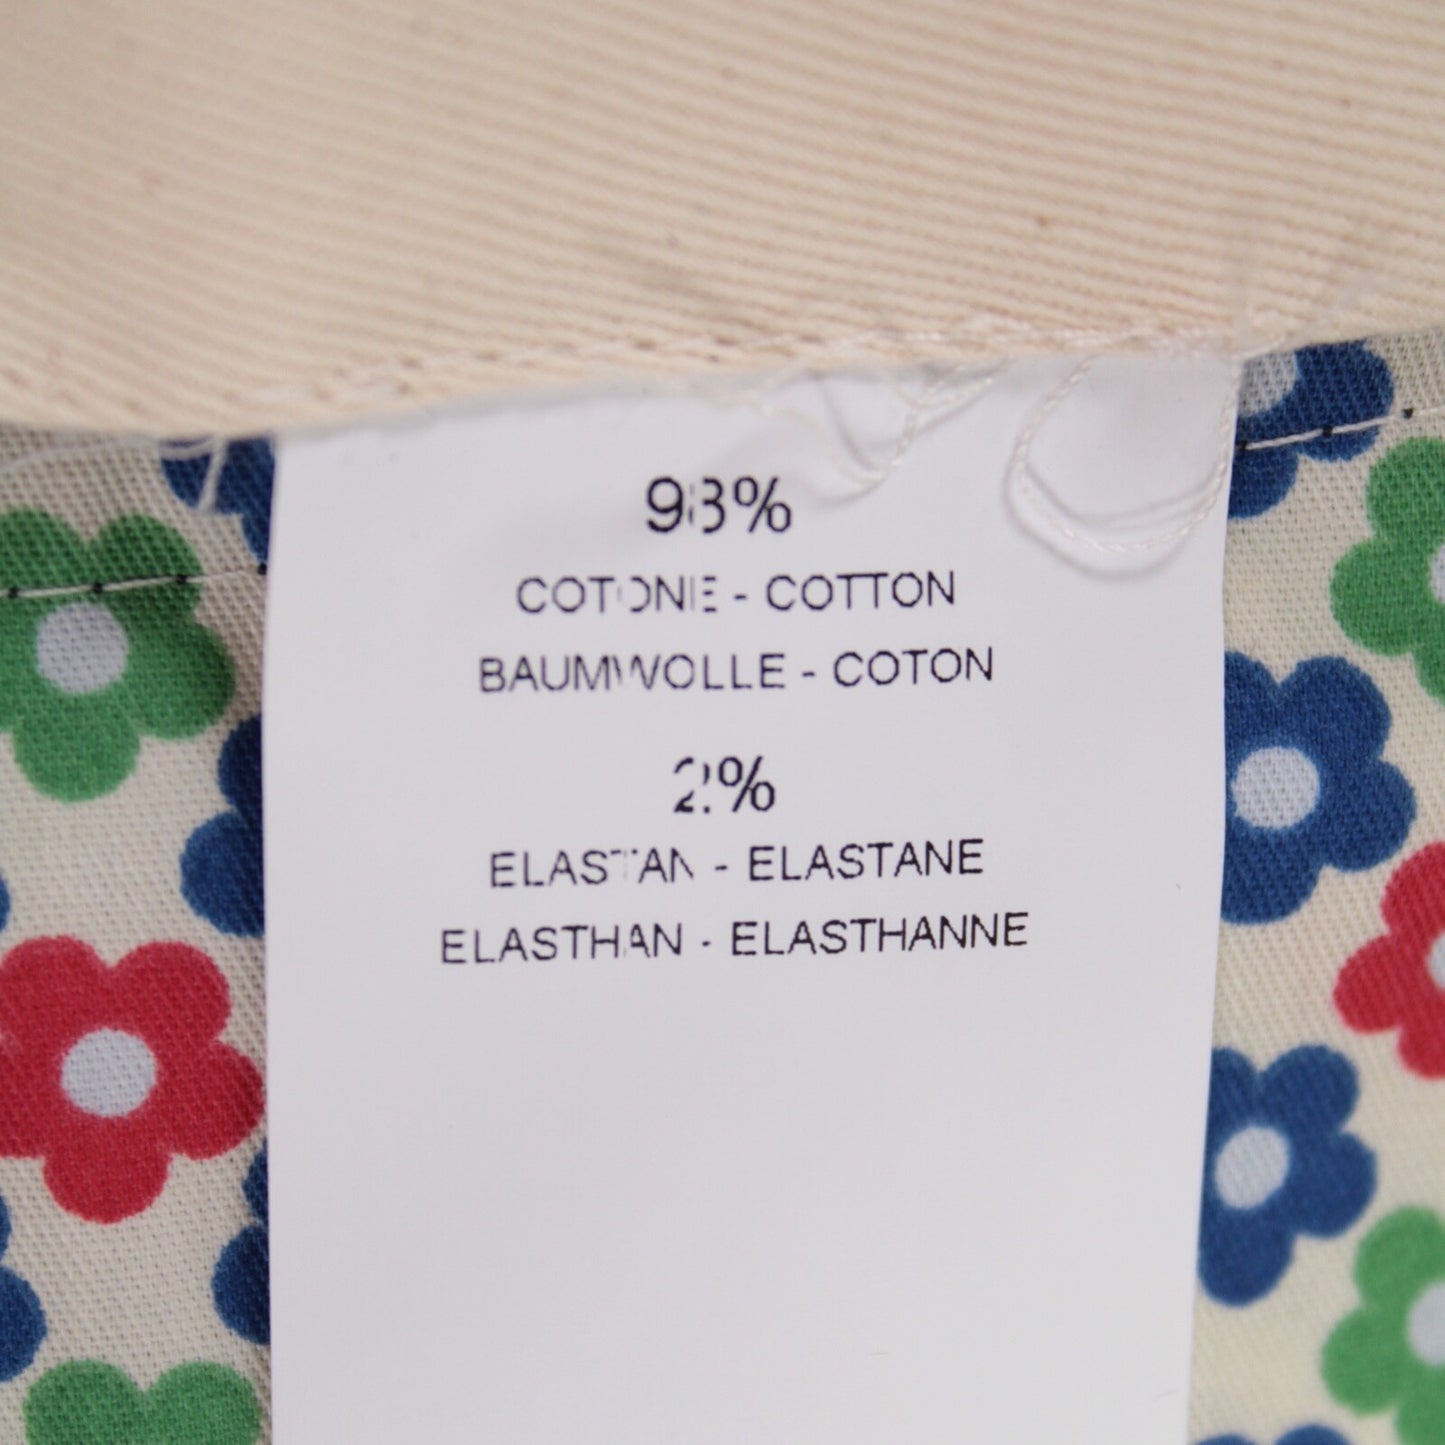 98%
COTONE - COTTON
BAUMWOLLE - COTON
2%
ELASTAN - ELASTANE
ELASTHAN - ELASTHANNE